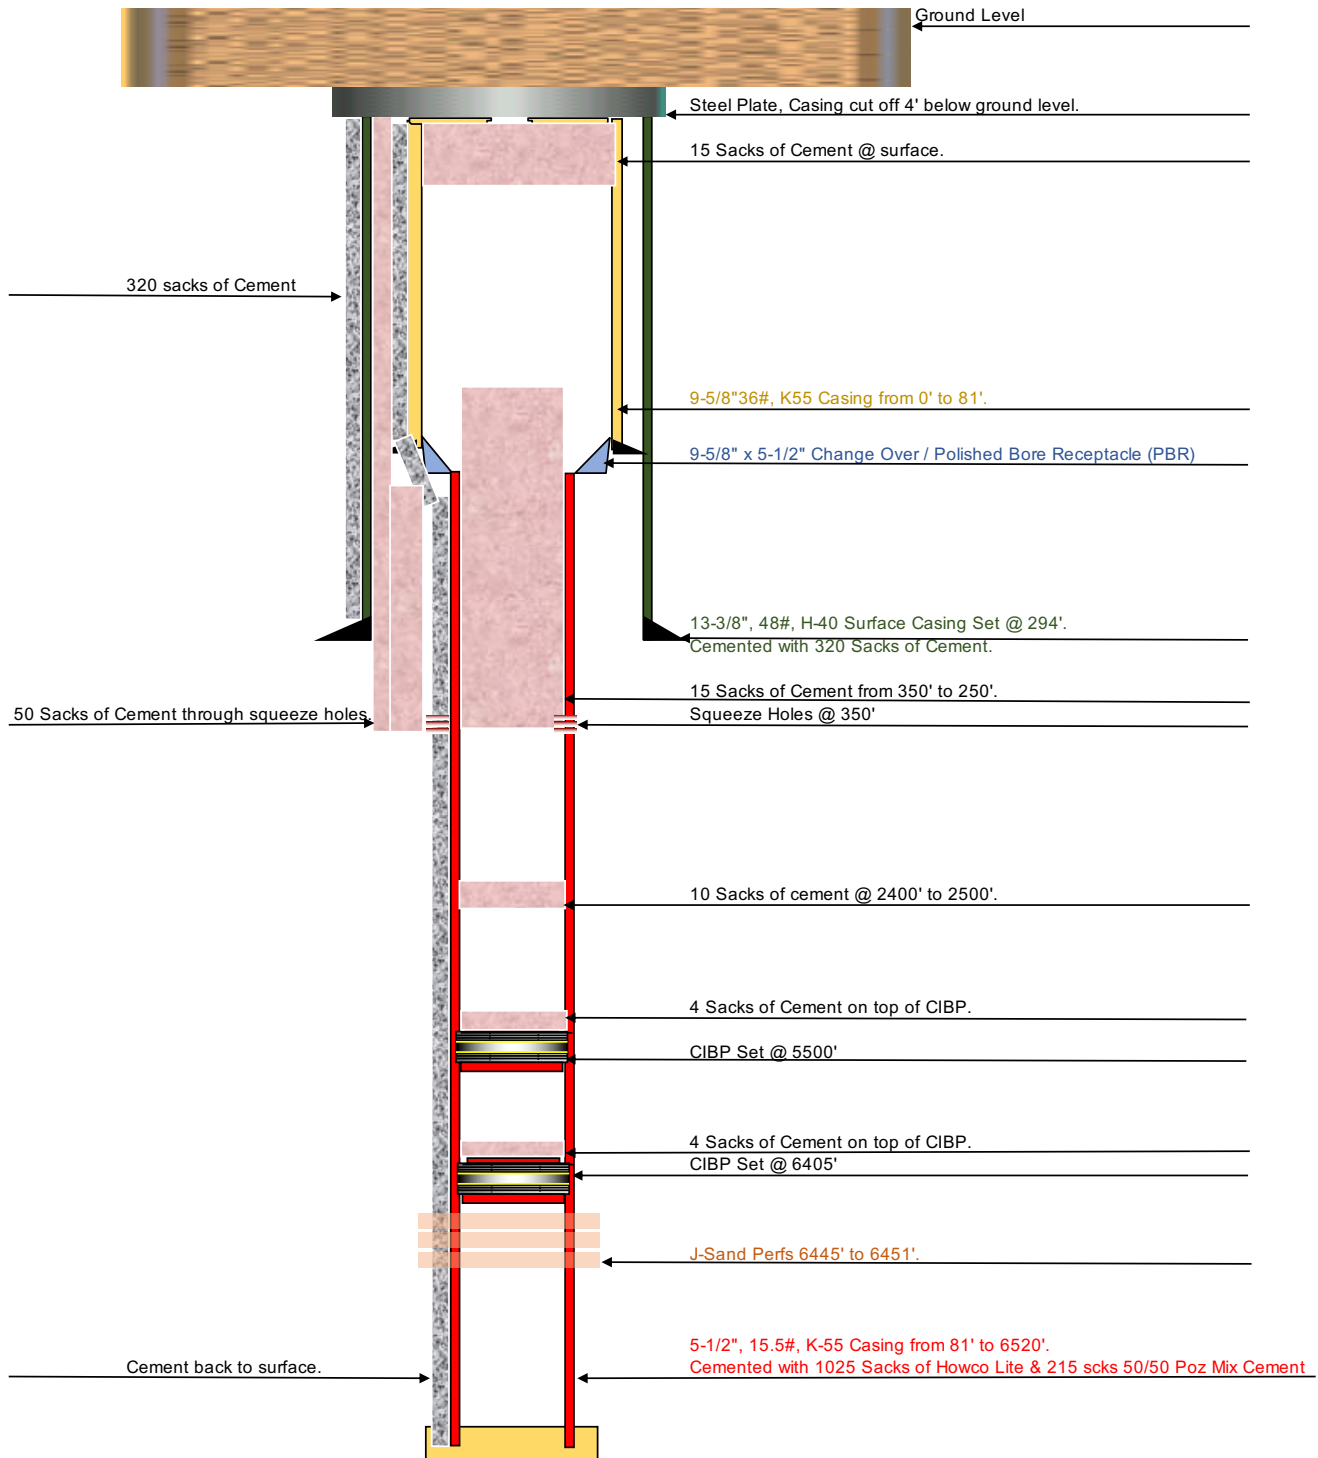 Ground Level
Steel Plate, Casing cut off 4' below ground level.
15 Sacks of Cement @ surface.
320 sacks of Cement
9-5/8"36#, K55 Casing from 0' to 81'.
9-5/8" x 5-1/2" Change Over / Polished Bore Receptacle (PBR)
13-3/8", 48#, H-40 Surface Casing Set @ 294'.
Cemented with 320 Sacks of Cement.
15 Sacks of Cement from 350' to 250'.
50 Sacks of Cement through squeeze holes.
Squeeze Holes @ 350'
10 Sacks of cement @ 2400' to 2500'.
4 Sacks of Cement on top of CIBP.
CIBP Set @ 5500'
4 Sacks of Cement on top of CIBP.
CIBP Set @ 6405'
J-Sand Perfs 6445' to 6451'.
5-1/2", 15.5#, K-55 Casing from 81' to 6520'.
Cement back to surface.
Cemented with 1025 Sacks of Howco Lite & 215 scks 50/50 Poz Mix Cement